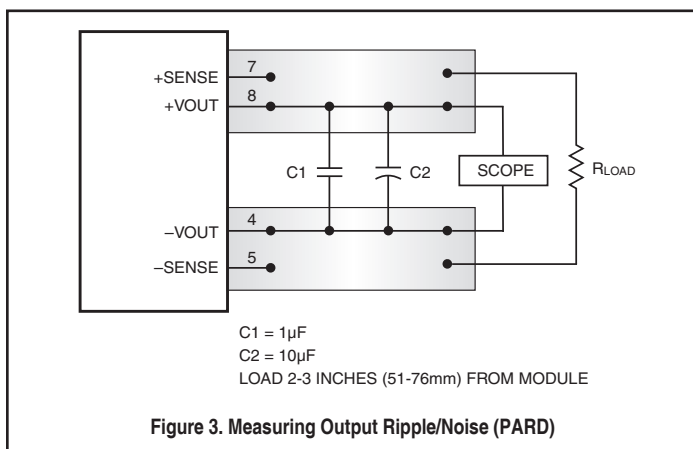 +SENSE
7
+VOUT
8
C1
C2
SCOPE
RLOAD
–VOUT
4
–SENSE
5
C1 = 1µF
C2 = 10µF
LOAD 2-3 INCHES (51-76mm) FROM MODULE
Figure 3. Measuring Output Ripple/Noise (PARD)